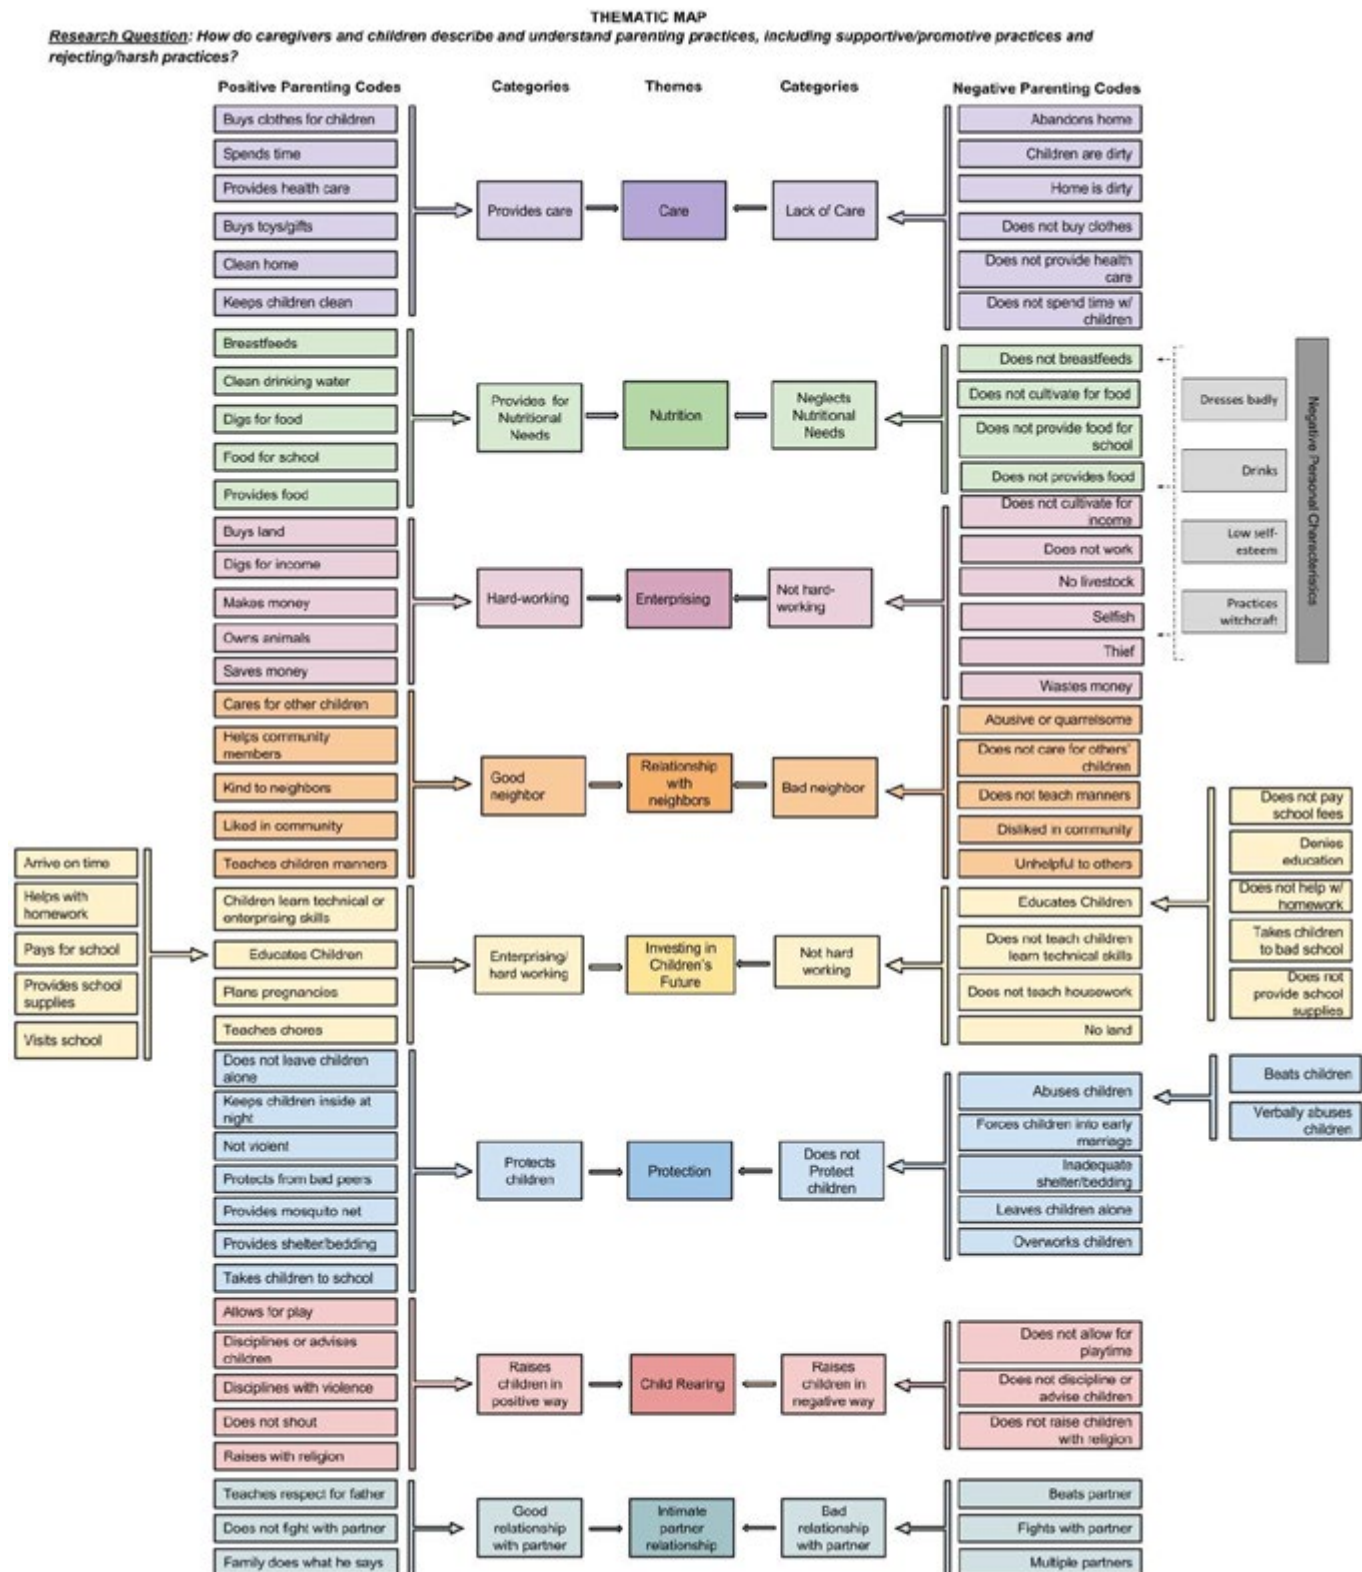 THEMATIC MAP
Research Question: How do caregivers and children describe and understand parenting practices, including supportive/promotive practices and
rejecting/harsh practices?
Positive Parenting Codes
Categories
Themes
Categories
Negative Parenting Codes
Buys clothes for children
Spends time
Provides health care
Buys toys/gifts
Clean home
Keeps children clean
Provides care
Care
Lack of Care
Abandons home
Children are dirty
Home is dirty
Does not buy clothes
Does not provide health
care
Does not spend time w/
children
Breastfeeds
Clean drinking water
Digs for food
Food for school
Provides food
Provides for
Nutritional
Needs
Nutrition
Neglects
Nutritional
Needs
Does not breastfeeds
Does not cultivate for food
Does not provide food for
school
Does not provides food
Dresses badly
Drinks
Low self-
esteem
Practices
witchcraft
Negative Personal Characteristics
Buys land
Digs for income
Makes money
Owns animals
Saves money
Hard-working
Enterprising
Not hard-
working
Does not cultivate for
income
Does not work
No livestock
Selfish
Thief
Wastes money
Cares for other children
Helps community
members
Kind to neighbors
Liked in community
Teaches children manners
Good
neighbor
Relationship
with
neighbors
Bad neighbor
Abusive or quarrelsome
Does not care for others'
children
Does not teach manners
Disliked in community
Unhelpful to others
Arrive on time
Helps with
homework
Pays for school
Provides school
supplies
Visits school
Children learn technical or
enterprising skills
Educates Children
Plans pregnancies
Teaches chores
Enterprising/
hard working
Investing in
Children's
Future
Not hard
working
Educates Children
Does not teach children
learn technical skills
Does not teach housework
No land
Does not pay
school fees
Denies
education
Does not help w/
homework
Takes children
to bad school
Does not
provide school
supplies
Does not leave children
alone
Keeps children inside at
night
Not violent
Protects from bad peers
Provides mosquito net
Provides shelter/bedding
Takes children to school
Protects
children
Protection
Does not
Protect
children
Abuses children
Forces children into early
marriage
Inadequate
shelter/bedding
Leaves children alone
Overworks children
Beats children
Verbally abuses
children
Allows for play
Disciplines or advises
children
Disciplines with violence
Does not shout
Raises with religion
Raises
children in
positive way
Child Rearing
Raises
children in
negative way
Does not allow for
playtime
Does not discipline or
advise children
Does not raise children
with religion
Teaches respect for father
Does not fight with partner
Family does what he says
Good
relationship
with partner
Intimate
partner
relationship
Bad
relationship
with partner
Beats partner
Fights with partner
Multiple partners